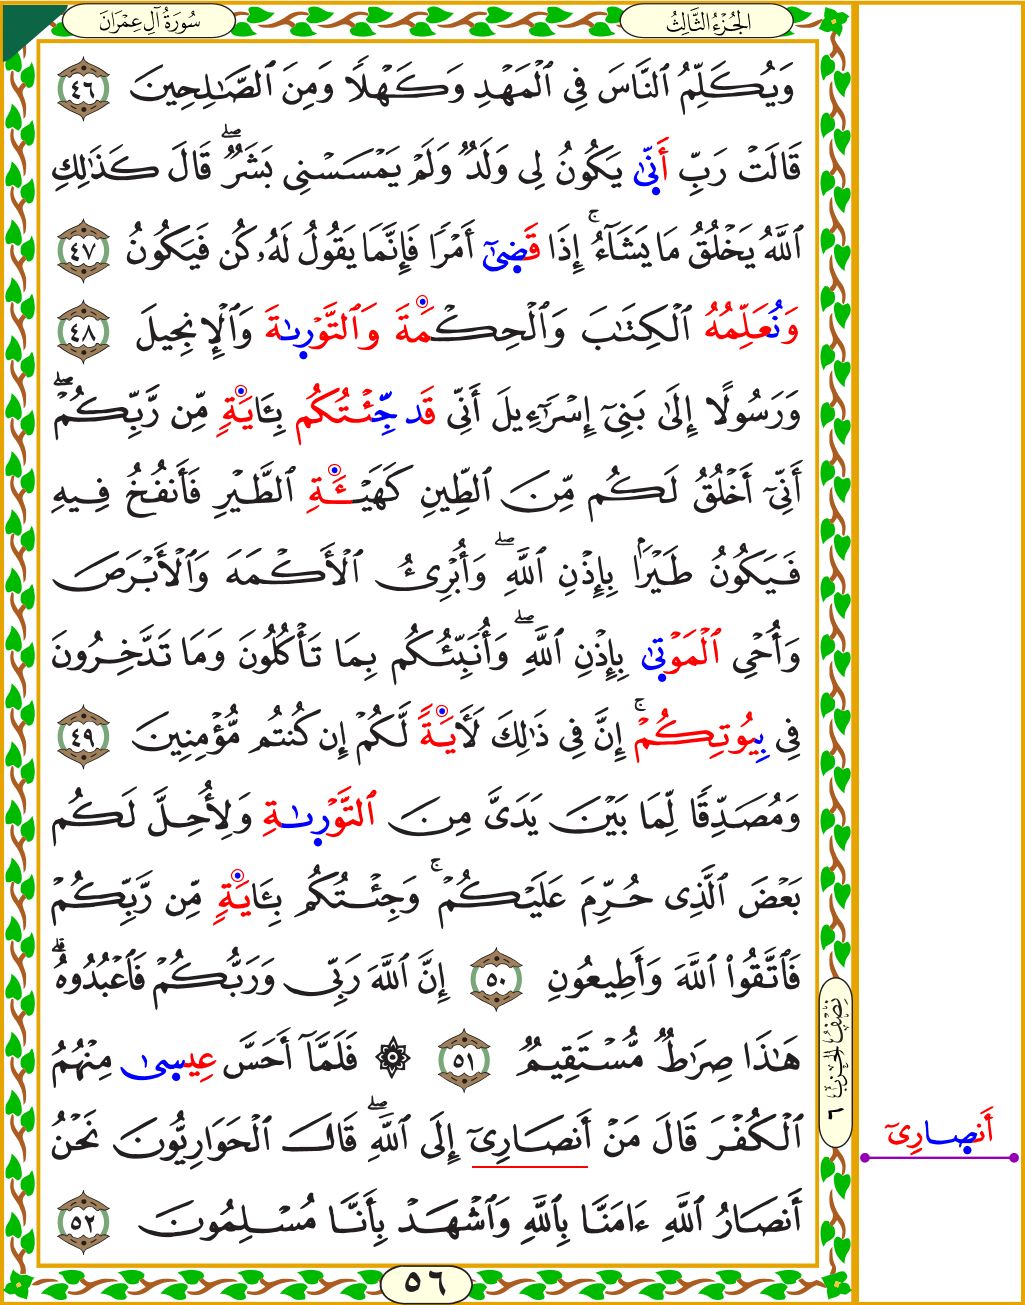 سُورَةُ آلِ عِمْرَانَ
الجُزْءُ الثَّالِثُ
وَيُكَلِّمُ ٱلنَّاسَ فِي ٱلْمَهْدِ وَكَهْلًا وَمِنَ ٱلصَّٰلِحِينَ ٤٦
قَالَتْ رَبِّ أَنِّىٰ يَكُونُ لِي وَلَدٌ وَلَمْ يَمْسَسْنِي بَشَرٌ ۖ قَالَ كَذَٰلِكِ
ٱللَّهُ يَخْلُقُ مَا يَشَآءُ ۚ إِذَا قَضِىٰٓ أَمْرًا فَإِنَّمَا يَقُولُ لَهُۥ كُن فَيَكُونُ ٤٧
وَنُعَلِّمُهُ ٱلْكِتَٰبَ وَٱلْحِكْمَةَ وَٱلتَّوْرِىٰةَ وَٱلْإِنجِيلَ ٤٨
وَرَسُولًا إِلَىٰ بَنِىٓ إِسْرَٰٓءِيلَ أَنِّي قَد جِّئْتُكُم بِـَٔايَةٍ مِّن رَّبِّكُمْ ۖ
أَنِّىٓ أَخْلُقُ لَكُم مِّنَ ٱلطِّينِ كَهَيْـَٔةِ ٱلطَّيْرِ فَأَنفُخُ فِيهِ
فَيَكُونُ طَيْرًۢا بِإِذْنِ ٱللَّهِ ۖ وَأُبْرِئُ ٱلْأَكْمَهَ وَٱلْأَبْرَصَ
وَأُحْيِ ٱلْمَوْتِىٰ بِإِذْنِ ٱللَّهِ ۖ وَأُنَبِّئُكُم بِمَا تَأْكُلُونَ وَمَا تَدَّخِرُونَ
فِي بِيُوتِكُمْ ۚ إِنَّ فِي ذَٰلِكَ لَـَٔايَةً لَّكُمْ إِن كُنتُم مُّؤْمِنِينَ ٤٩
وَمُصَدِّقًا لِّمَا بَيْنَ يَدَىَّ مِنَ ٱلتَّوْرِىٰةِ وَلِأُحِلَّ لَكُم
بَعْضَ ٱلَّذِى حُرِّمَ عَلَيْكُمْ ۚ وَجِئْتُكُم بِـَٔايَةٍ مِّن رَّبِّكُمْ
فَٱتَّقُوا۟ ٱللَّهَ وَأَطِيعُونِ ٥٠ إِنَّ ٱللَّهَ رَبِّي وَرَبُّكُمْ فَٱعْبُدُوهُ ۗ
هَٰذَا صِرَٰطٌ مُّسْتَقِيمٌ ٥١ ۞ فَلَمَّآ أَحَسَّ عِيسِىٰ مِنْهُمُ
ٱلْكُفْرَ قَالَ مَنْ أَنصَارِىٓ إِلَى ٱللَّهِ ۖ قَالَ ٱلْحَوَارِيُّونَ نَحْنُ
أَنصَارُ ٱللَّهِ ءَامَنَّا بِٱللَّهِ وَٱشْهَدْ بِأَنَّا مُسْلِمُونَ ٥٢
نِصْفُ الحِزْب ٦
أَنصِارِىٓ
٥٦